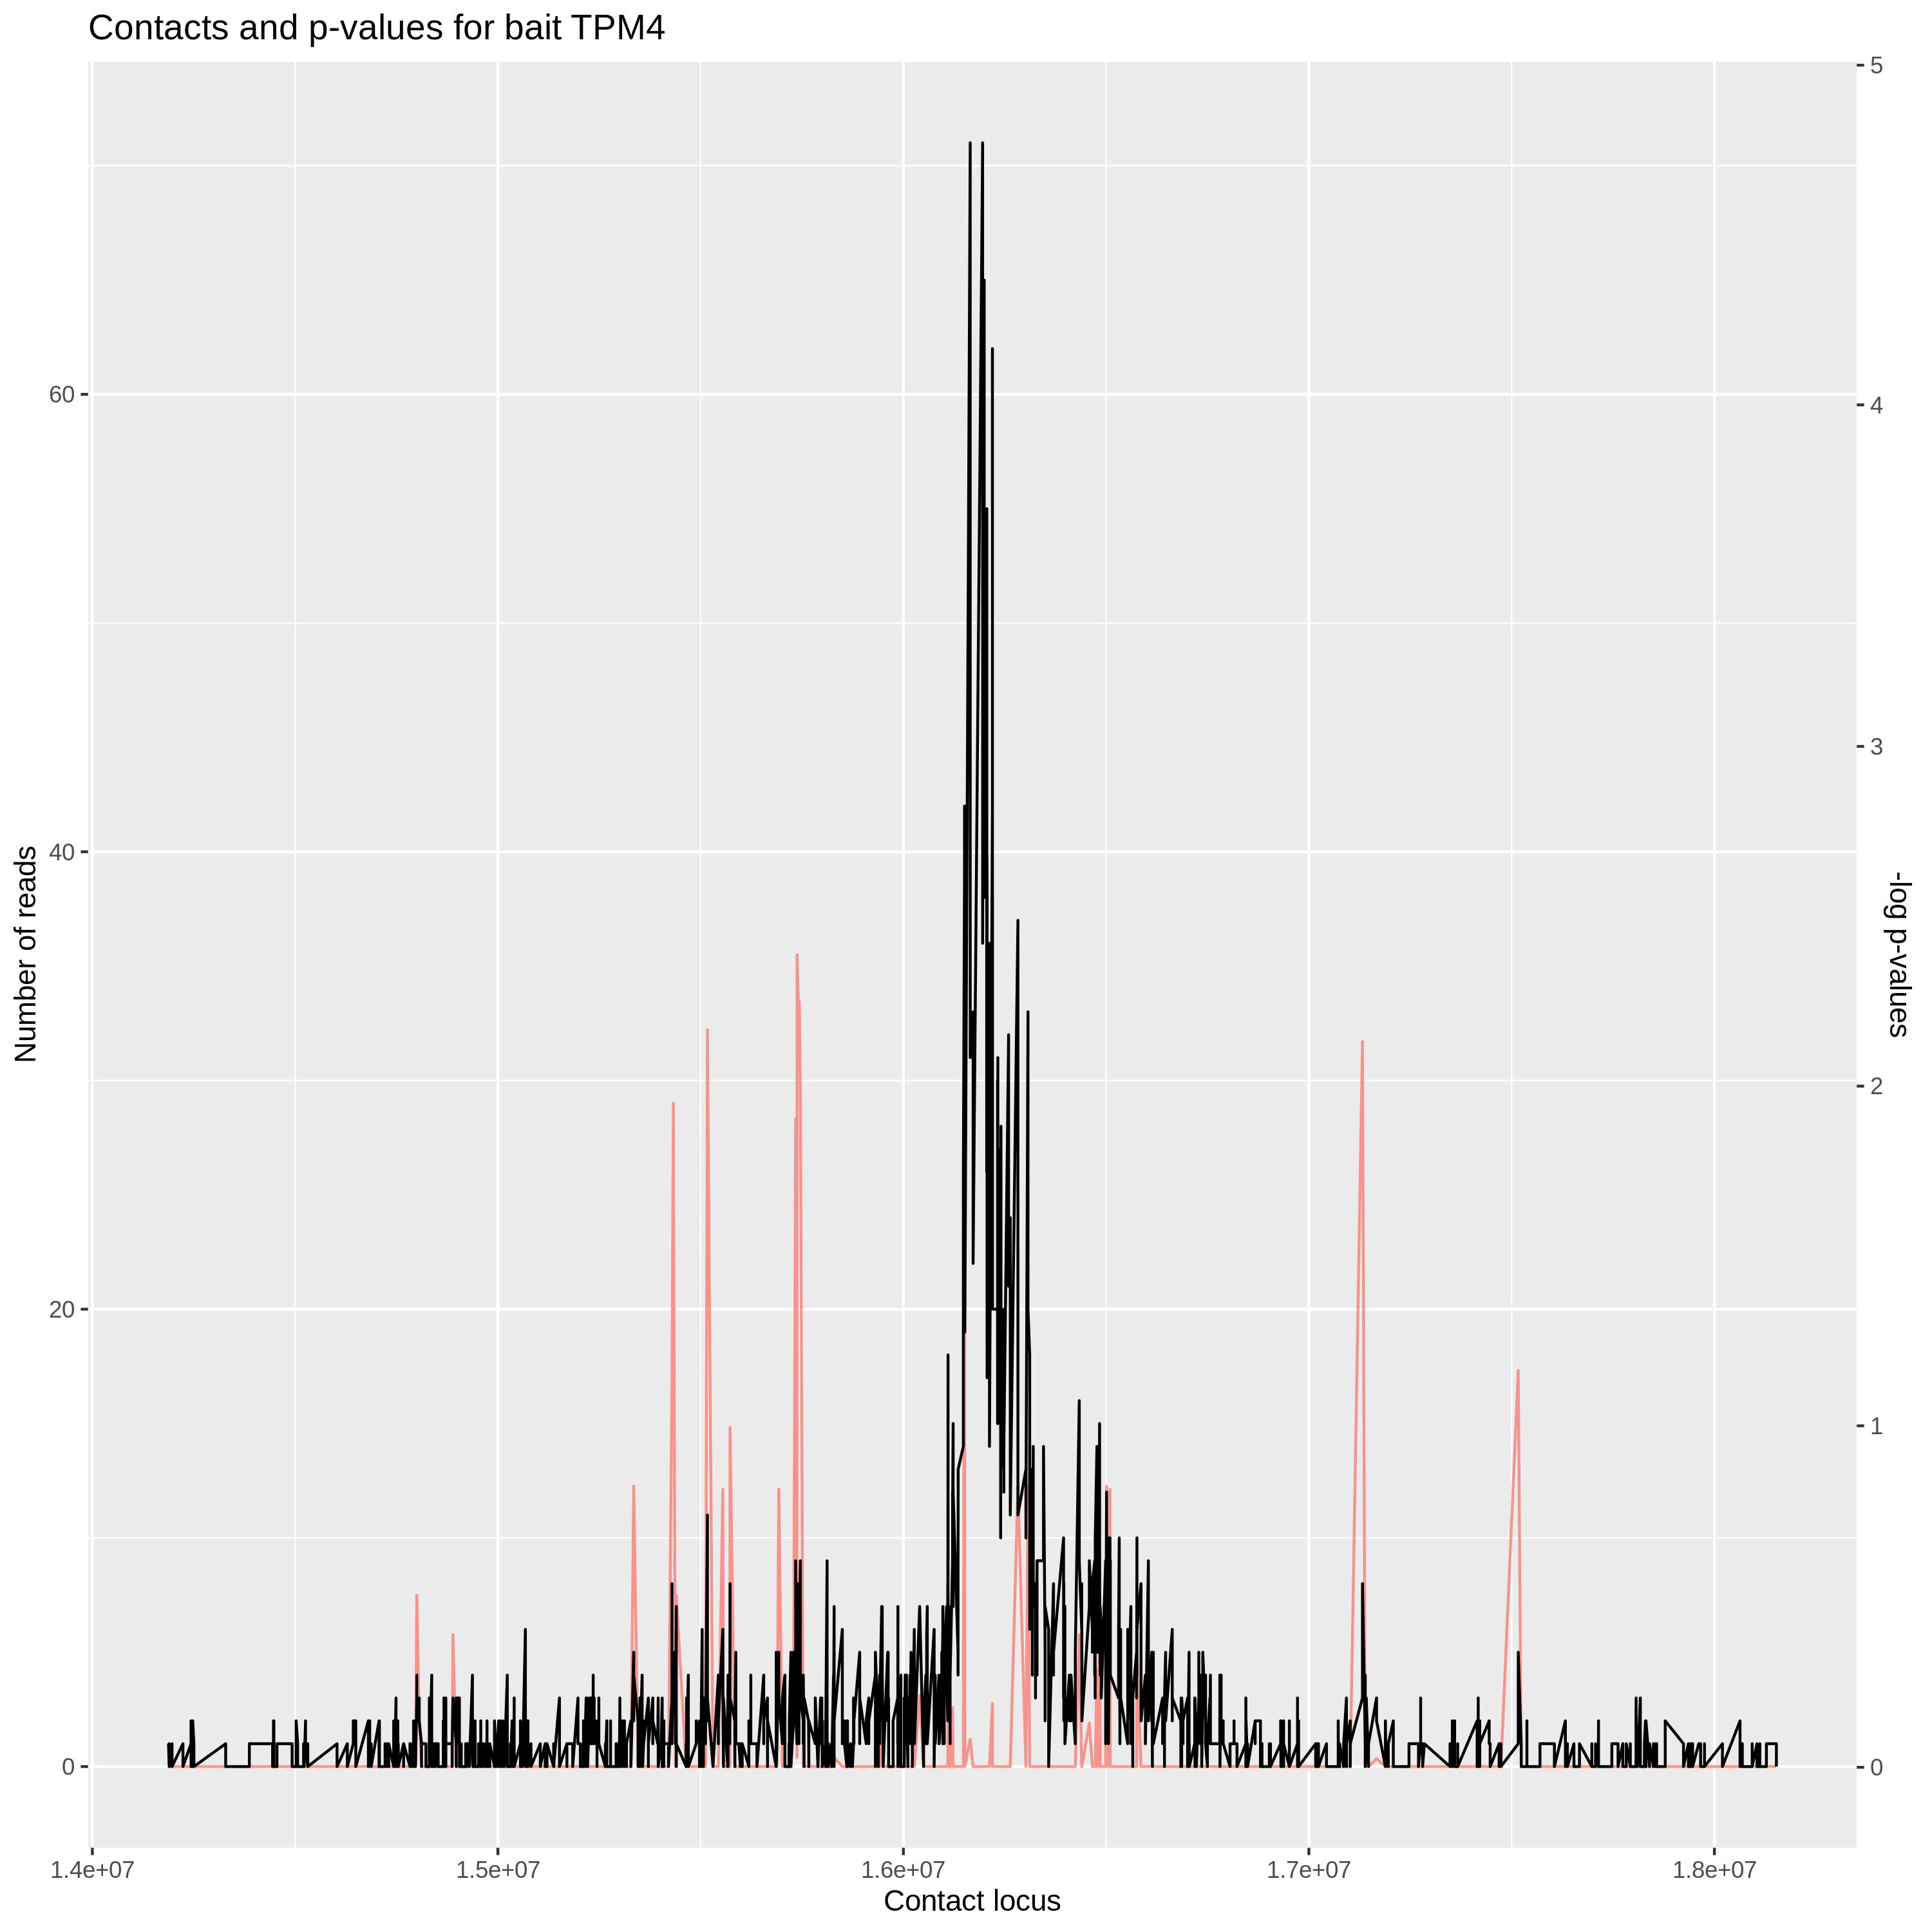 Contacts and p-values for bait TPM4
Number of reads
60
40
20
0
5
4
3
2
1
0
-log p-values
1.4e+07
1.5e+07
1.6e+07
1.7e+07
1.8e+07
Contact locus